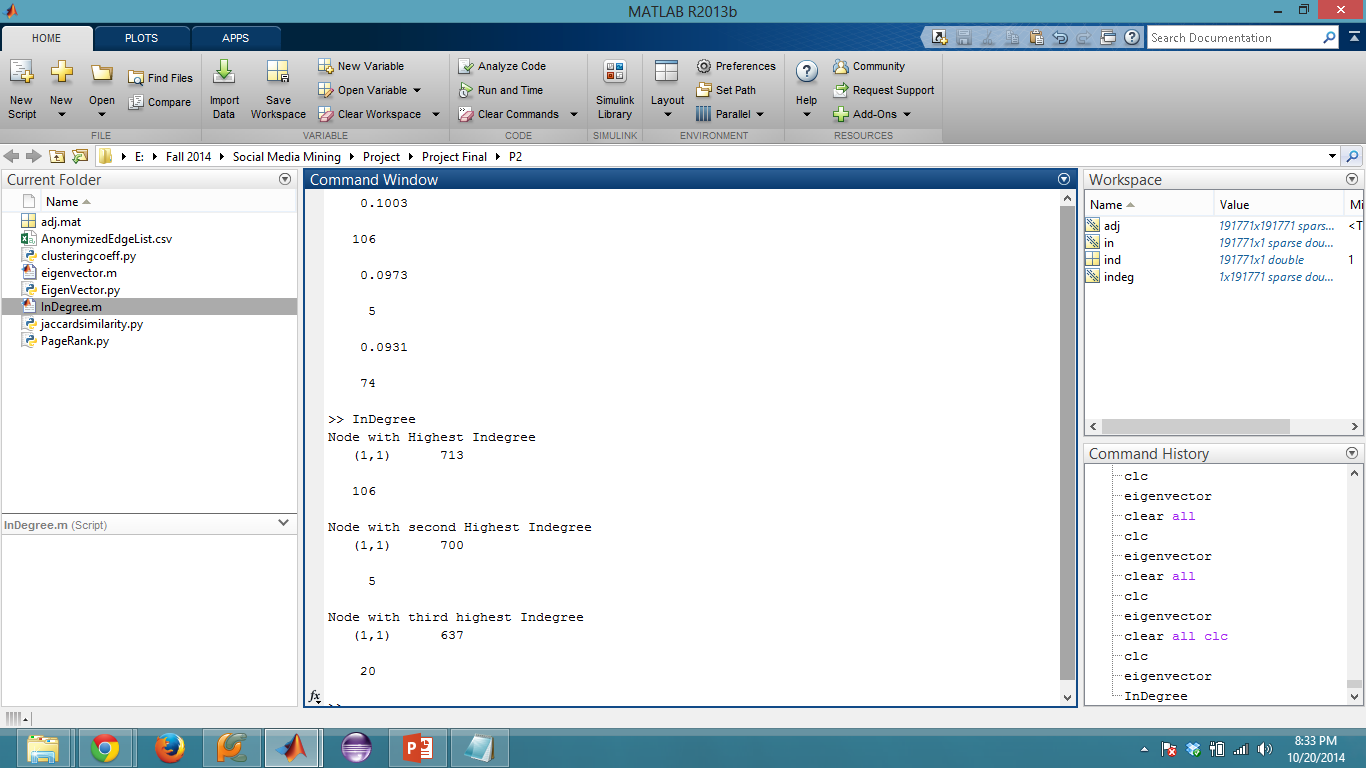 MATLAB R2013b
HOME PLOTS APPS
Search Documentation
New Script
New
Open
Find Files
Compare
FILE
Import Data
Save Workspace
New Variable
Open Variable
Clear Workspace
VARIABLE
Analyze Code
Run and Time
Clear Commands
CODE
Simulink Library
SIMULINK
Layout
Preferences
Set Path
Parallel
ENVIRONMENT
Help
Community
Request Support
Add-Ons
RESOURCES
E: Fall 2014 Social Media Mining Project Project Final P2
Current Folder
Name
adj.mat
AnonymizedEdgeList.csv
clusteringcoeff.py
eigenvector.m
EigenVector.py
InDegree.m
jaccardsimilarity.py
PageRank.py
InDegree.m (Script)
Command Window
0.1003
106
0.0973
5
0.0931
74
>> InDegree
Node with Highest Indegree
(1,1) 713
106
Node with second Highest Indegree
(1,1) 700
5
Node with third highest Indegree
(1,1) 637
20
>>
fx
Workspace
Name Value Mi
adj 191771x191771 spars... <T
in 191771x1 sparse dou...
ind 191771x1 double 1
indeg 1x191771 sparse dou...
Command History
clc
eigenvector
clear all
clc
eigenvector
clear all
clc
eigenvector
clear all clc
clc
eigenvector
InDegree
8:33 PM
10/20/2014